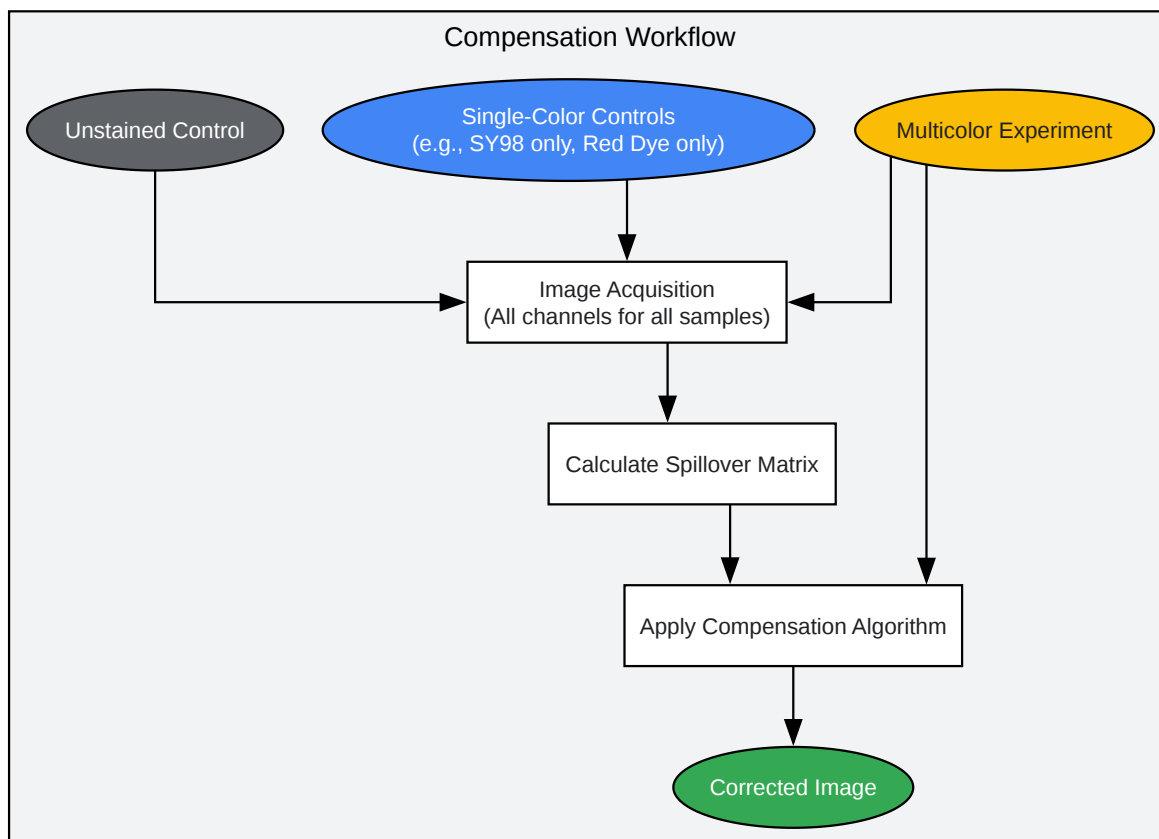 Compensation Workflow
Unstained Control
Single-Color Controls
(e.g., SY98 only, Red Dye only)
Multicolor Experiment
Image Acquisition
(All channels for all samples)
Calculate Spillover Matrix
Apply Compensation Algorithm
Corrected Image